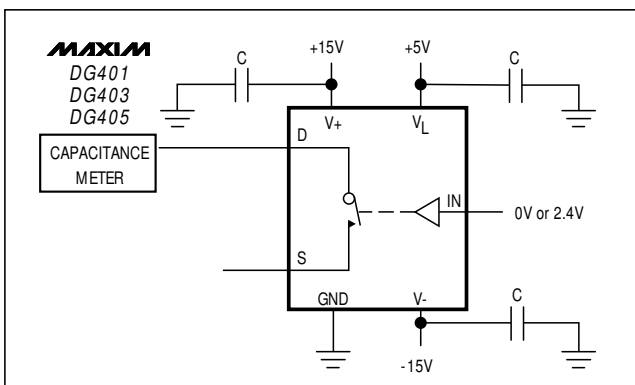 MAXIM
DG401
DG403
DG405
CAPACITANCE
METER
C
+15V
+5V
C
D
V+
VL
IN
0V or 2.4V
S
GND
V-
C
-15V